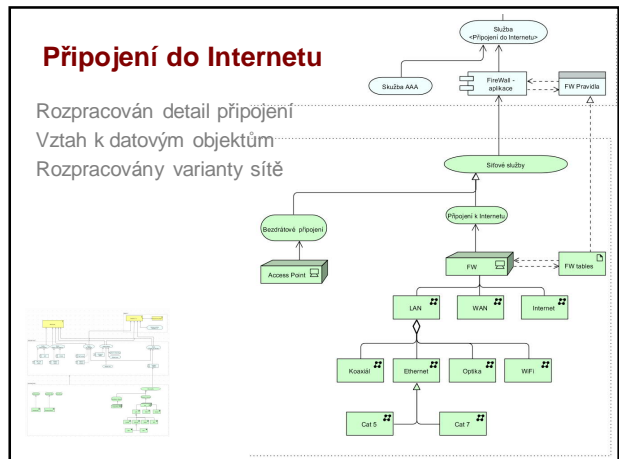 Připojení do Internetu
Rozpracován detail připojení
Vztah k datovým objektům
Rozpracovány varianty sítě
Služba
<Připojení do Internetu>
Skužba AAA
FireWall -
aplikace
FW Pravidla
Síťové služby
Bezdrátové připojení
Připojení k Internetu
Access Point
FW
FW tables
LAN
WAN
Internet
Koaxiál
Ethernet
Optika
WiFi
Cat 5
Cat 7